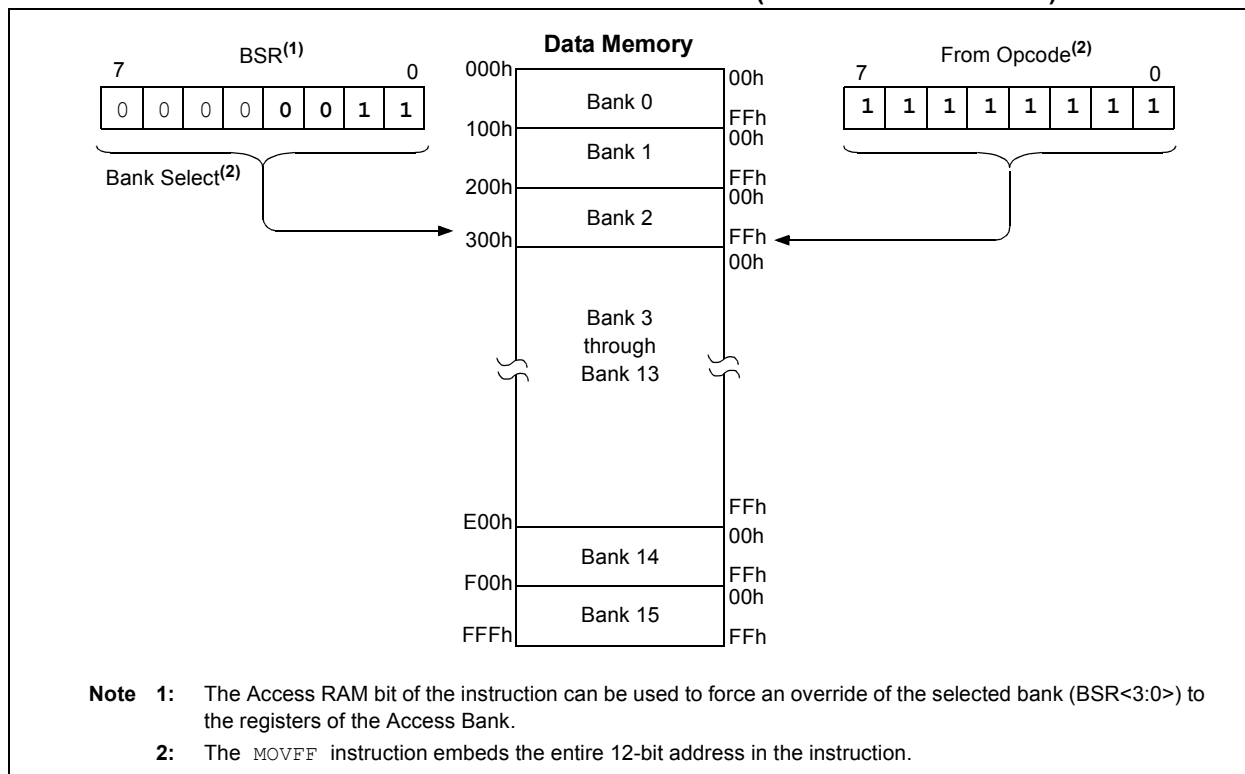 BSR(1)
7 0
0 0 0 0 0 0 1 1
Bank Select(2)
Data Memory
000h
00h
Bank 0
FFh
100h
00h
Bank 1
FFh
200h
00h
Bank 2
FFh
300h
00h
Bank 3
through
Bank 13
FFh
E00h
00h
Bank 14
FFh
F00h
00h
Bank 15
FFFh
FFh
From Opcode(2)
7 0
1 1 1 1 1 1 1 1
Note 1: The Access RAM bit of the instruction can be used to force an override of the selected bank (BSR<3:0>) to
the registers of the Access Bank.
2: The MOVFF instruction embeds the entire 12-bit address in the instruction.